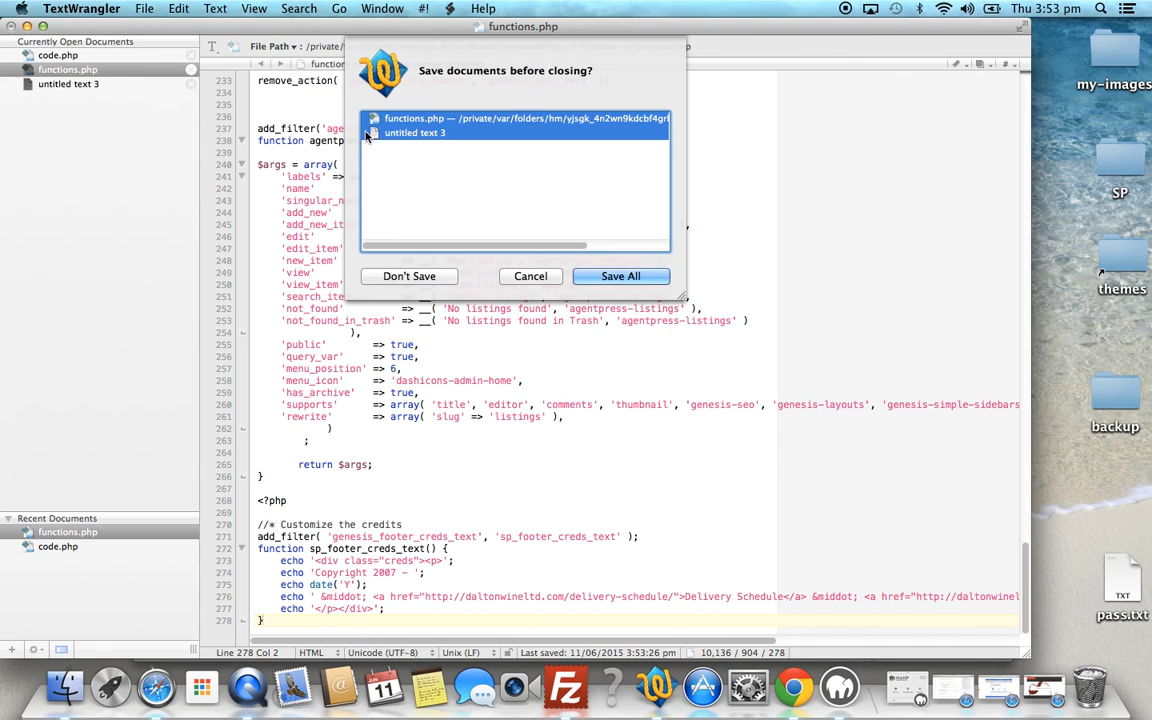 TextWrangler File Edit Text View Search Go Window #! Help Thu 3:53 pm
functions.php
Currently Open Documents
code.php
functions.php
untitled text 3
File Path ▾ : /private/
Save documents before closing?
functions.php — /private/var/folders/hm/yjsgk_4n2wn9kdcbf4grf
untitled text 3
Don't Save Cancel Save All
233 remove_action(
234
235
236
237 add_filter('age
238 function agentp
239
240 $args = array(
241 'labels' =>
242 'name'
243 'singular_n
244 'add_new'
245 'add_new_it
246 'edit'
247 'edit_item'
248 'new_item'
249 'view'
250 'view_item'
251 'search_ite
252 'not_found' => __( 'No listings found', 'agentpress-listings' ),
253 'not_found_in_trash' => __( 'No listings found in Trash', 'agentpress-listings' )
254 ),
255 'public' => true,
256 'query_var' => true,
257 'menu_position' => 6,
258 'menu_icon' => 'dashicons-admin-home',
259 'has_archive' => true,
260 'supports' => array( 'title', 'editor', 'comments', 'thumbnail', 'genesis-seo', 'genesis-layouts', 'genesis-simple-sidebars
261 'rewrite' => array( 'slug' => 'listings' ),
262 )
263 ;
264
265 return $args;
266 }
267
268 <?php
269
270 //* Customize the credits
271 add_filter( 'genesis_footer_creds_text', 'sp_footer_creds_text' );
272 function sp_footer_creds_text() {
273 echo '<div class="creds"><p>';
274 echo 'Copyright 2007 - ';
275 echo date('Y');
276 echo ' &middot; <a href="http://daltonwineltd.com/delivery-schedule/">Delivery Schedule</a> &middot; <a href="http://daltonwinel
277 echo '</p></div>';
278 }
Recent Documents
functions.php
code.php
Line 278 Col 2 HTML Unicode (UTF-8) Unix (LF) Last saved: 11/06/2015 3:53:26 pm 10,136 / 904 / 278
my-images
SP
themes
backup
TXT
pass.txt
JUN
11
Fz